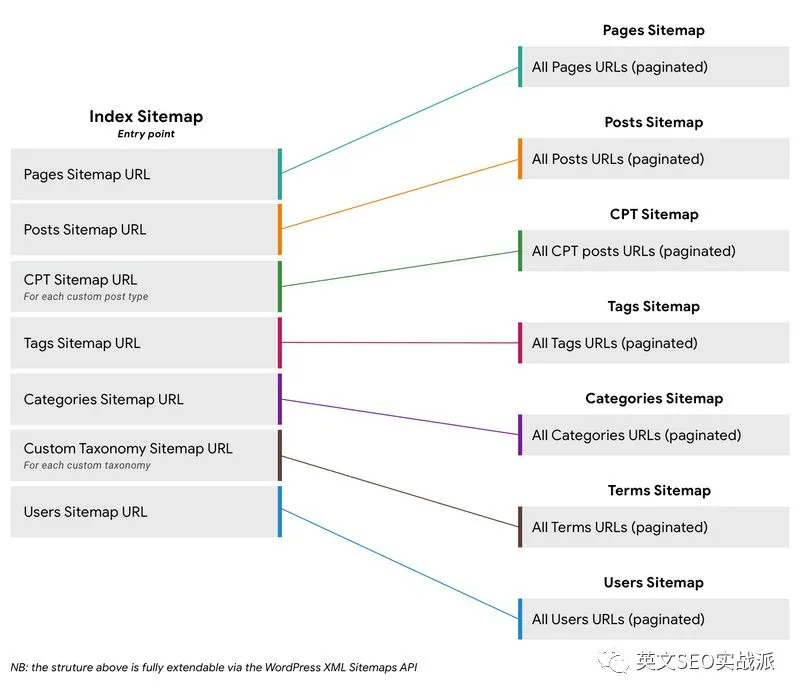 Index Sitemap
Entry point
Pages Sitemap URL
Posts Sitemap URL
CPT Sitemap URL
For each custom post type
Tags Sitemap URL
Categories Sitemap URL
Custom Taxonomy Sitemap URL
For each custom taxonomy
Users Sitemap URL
Pages Sitemap
All Pages URLs (paginated)
Posts Sitemap
All Posts URLs (paginated)
CPT Sitemap
All CPT posts URLs (paginated)
Tags Sitemap
All Tags URLs (paginated)
Categories Sitemap
All Categories URLs (paginated)
Terms Sitemap
All Terms URLs (paginated)
Users Sitemap
All Users URLs (paginated)
NB: the struture above is fully extendable via the WordPress XML Sitemaps API
英文SEO实战派